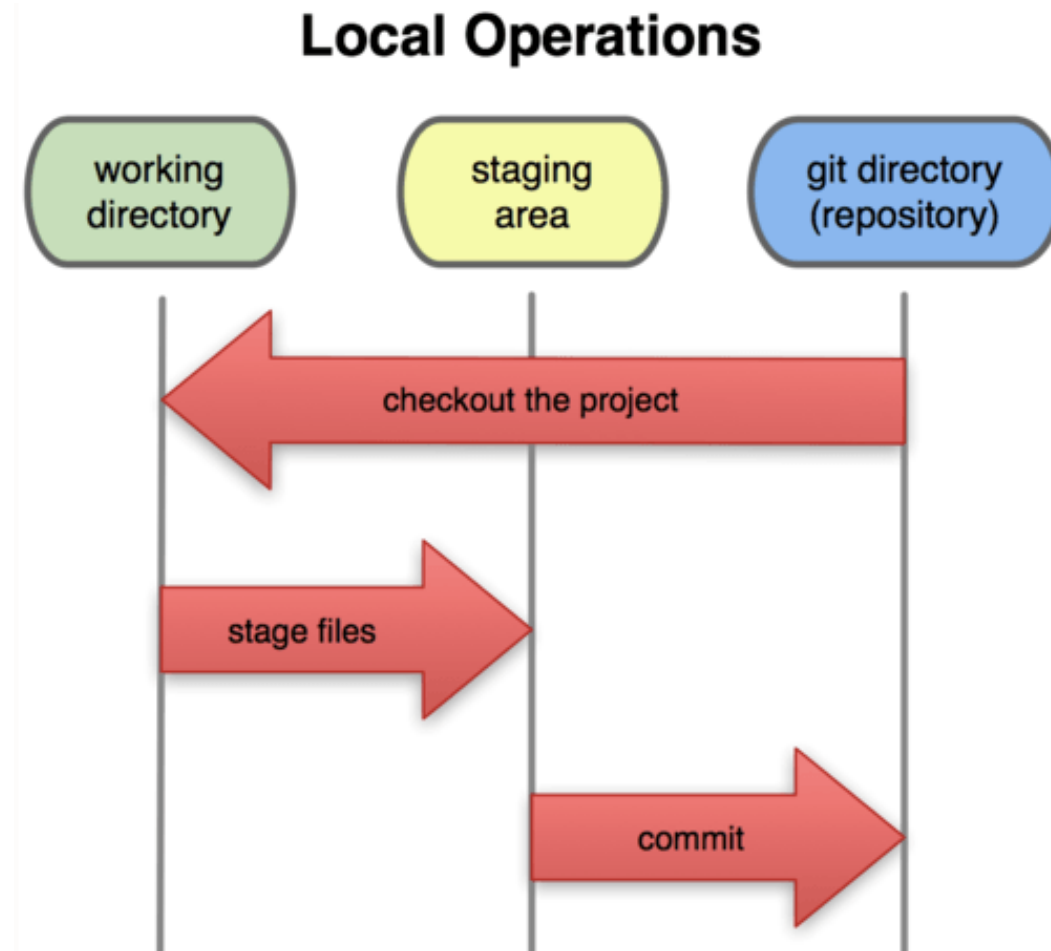 Local Operations
working
directory
staging
area
git directory
(repository)
checkout the project
stage files
commit